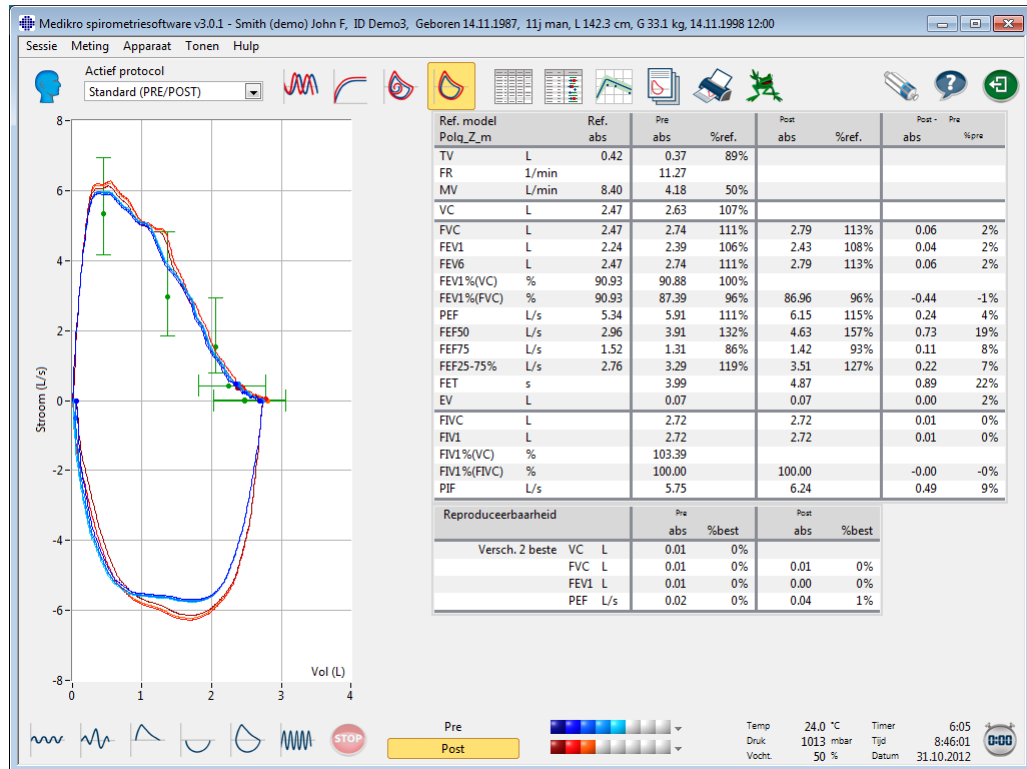 Medikro spirometriesoftware v3.0.1 - Smith (demo) John F, ID Demo3, Geboren 14.11.1987, 11j man, L 142.3 cm, G 33.1 kg, 14.11.1998 12:00
Sessie Meting Apparaat Tonen Hulp
Actief protocol
Standard (PRE/POST)
Ref. model Ref. Pre Post Post - Pre
Polq_Z_m abs abs %ref. abs %ref. abs %pre
TV L 0.42 0.37 89%
FR 1/min 11.27
MV L/min 8.40 4.18 50%
VC L 2.47 2.63 107%
FVC L 2.47 2.74 111% 2.79 113% 0.06 2%
FEV1 L 2.24 2.39 106% 2.43 108% 0.04 2%
FEV6 L 2.47 2.74 111% 2.79 113% 0.06 2%
FEV1%(VC) % 90.93 90.88 100%
FEV1%(FVC) % 90.93 87.39 96% 86.96 96% -0.44 -1%
PEF L/s 5.34 5.91 111% 6.15 115% 0.24 4%
FEF50 L/s 2.96 3.91 132% 4.63 157% 0.73 19%
FEF75 L/s 1.52 1.31 86% 1.42 93% 0.11 8%
FEF25-75% L/s 2.76 3.29 119% 3.51 127% 0.22 7%
FET s 3.99 4.87 0.89 22%
EV L 0.07 0.07 0.00 2%
FIVC L 2.72 2.72 0.01 0%
FIV1 L 2.72 2.72 0.01 0%
FIV1%(VC) % 103.39
FIV1%(FIVC) % 100.00 100.00 -0.00 -0%
PIF L/s 5.75 6.24 0.49 9%
Reproduceerbaarheid Pre Post
abs %best abs %best
Versch. 2 beste VC L 0.01 0%
FVC L 0.01 0% 0.01 0%
FEV1 L 0.01 0% 0.00 0%
PEF L/s 0.02 0% 0.04 1%
8
6
4
2
0
-2
-4
-6
-8
Stroom (L/s)
Vol (L)
0 1 2 3 4
STOP
Pre
Post
Temp 24.0 °C Timer 6:05
Druk 1013 mbar Tijd 8:46:01
Vocht. 50 % Datum 31.10.2012
0:00